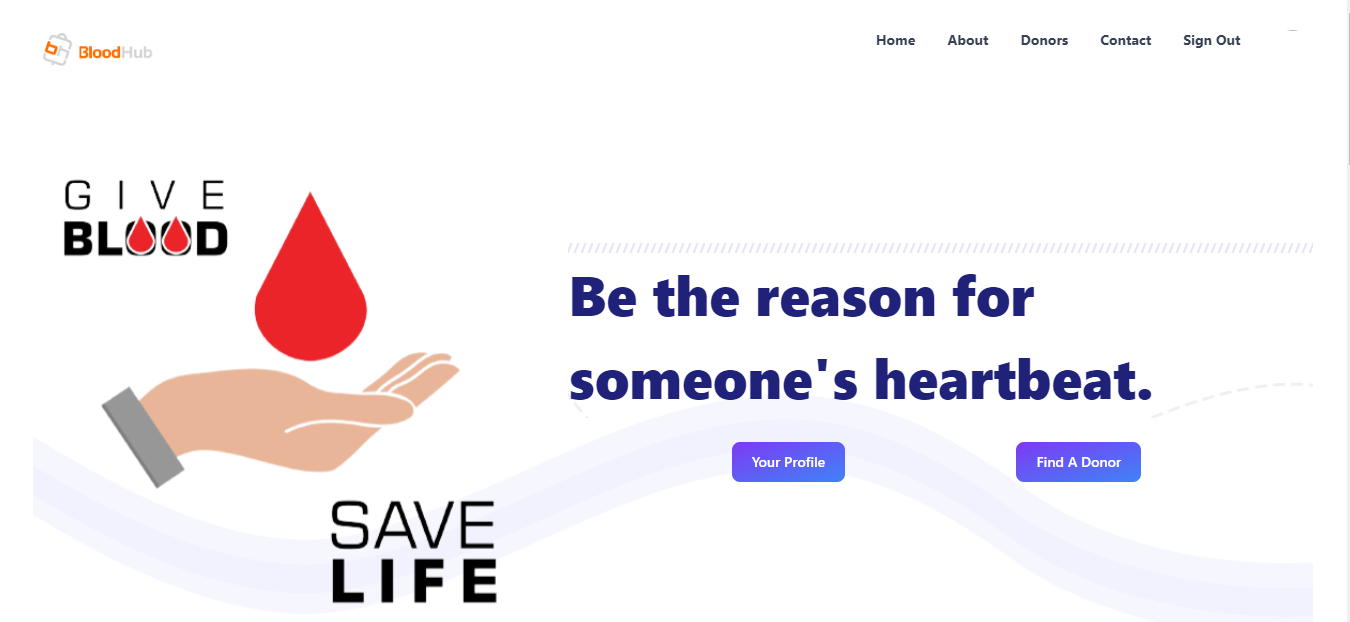 BloodHub
Home About Donors Contact Sign Out
GIVE
BLOOD
SAVE
LIFE
Be the reason for
someone's heartbeat.
Your Profile Find A Donor